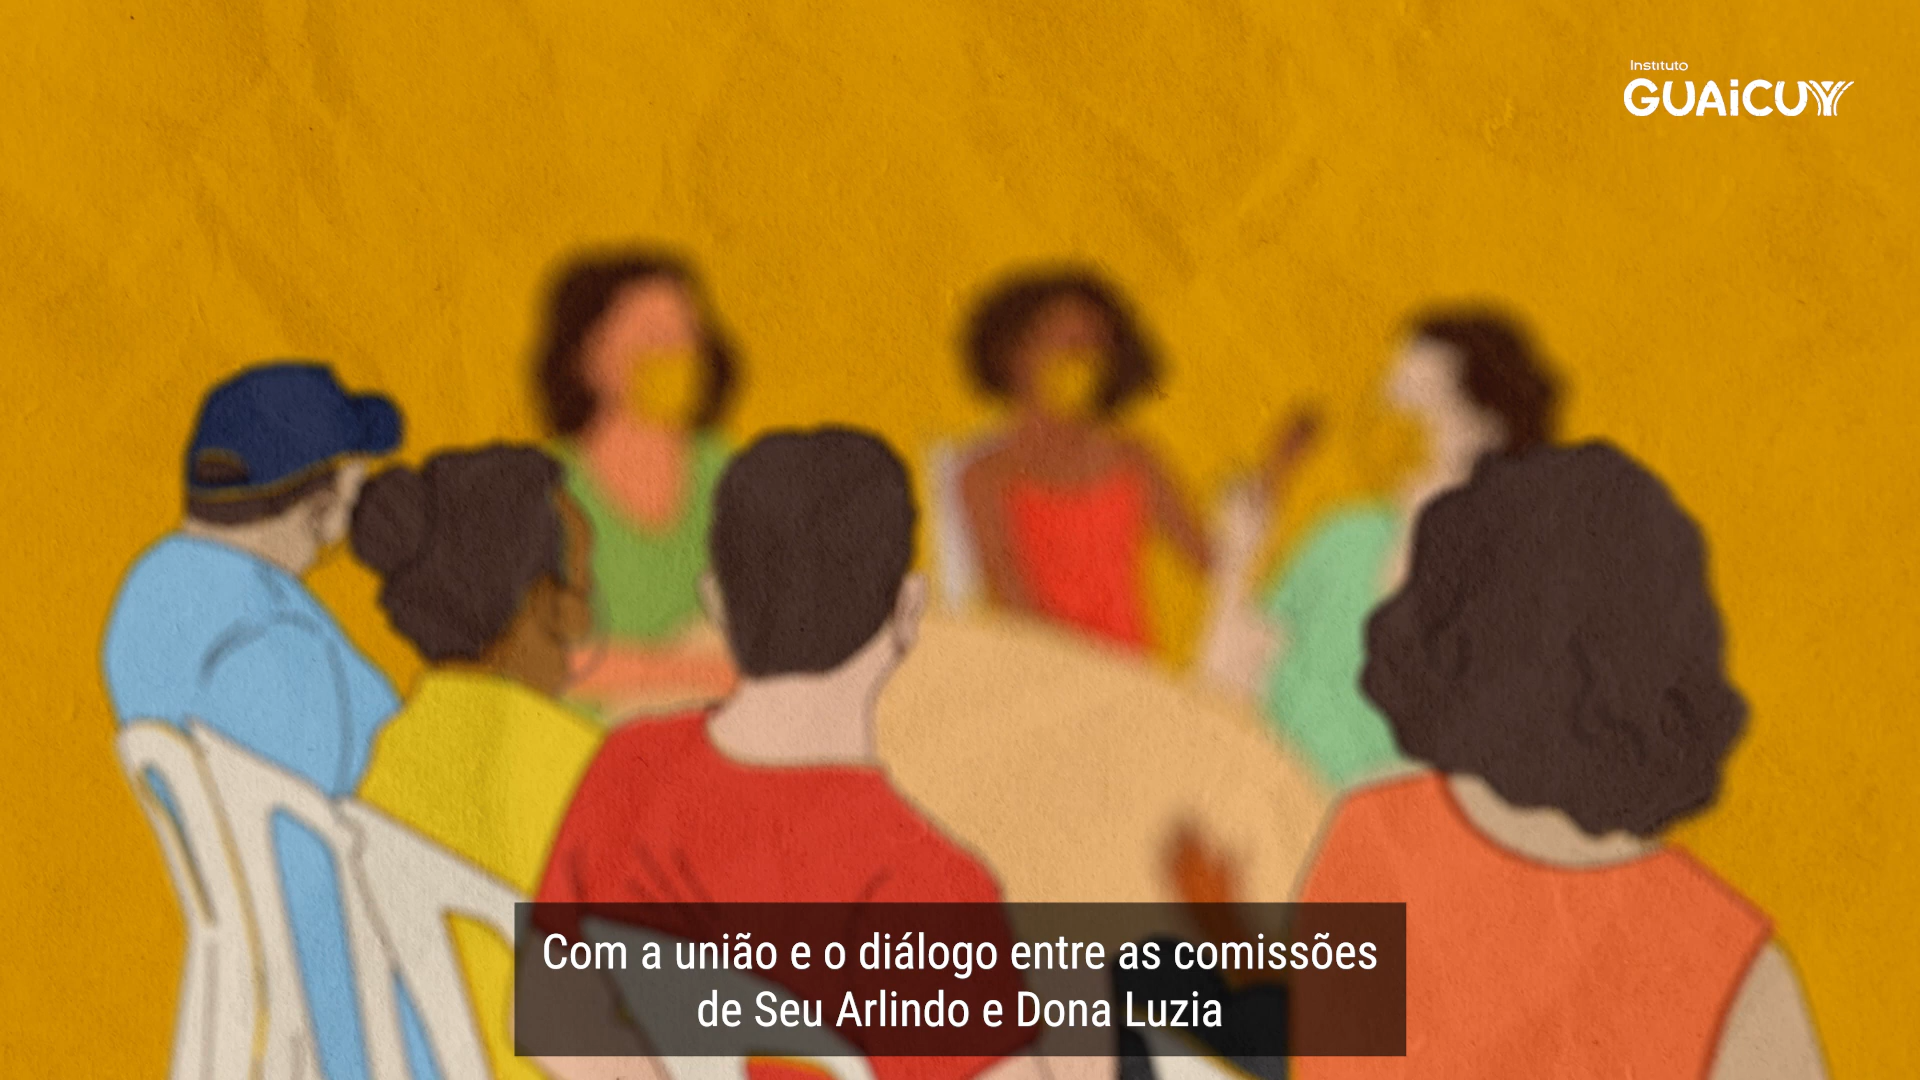 Instituto
GUAiCUY
Com a união e o diálogo entre as comissões
de Seu Arlindo e Dona Luzia